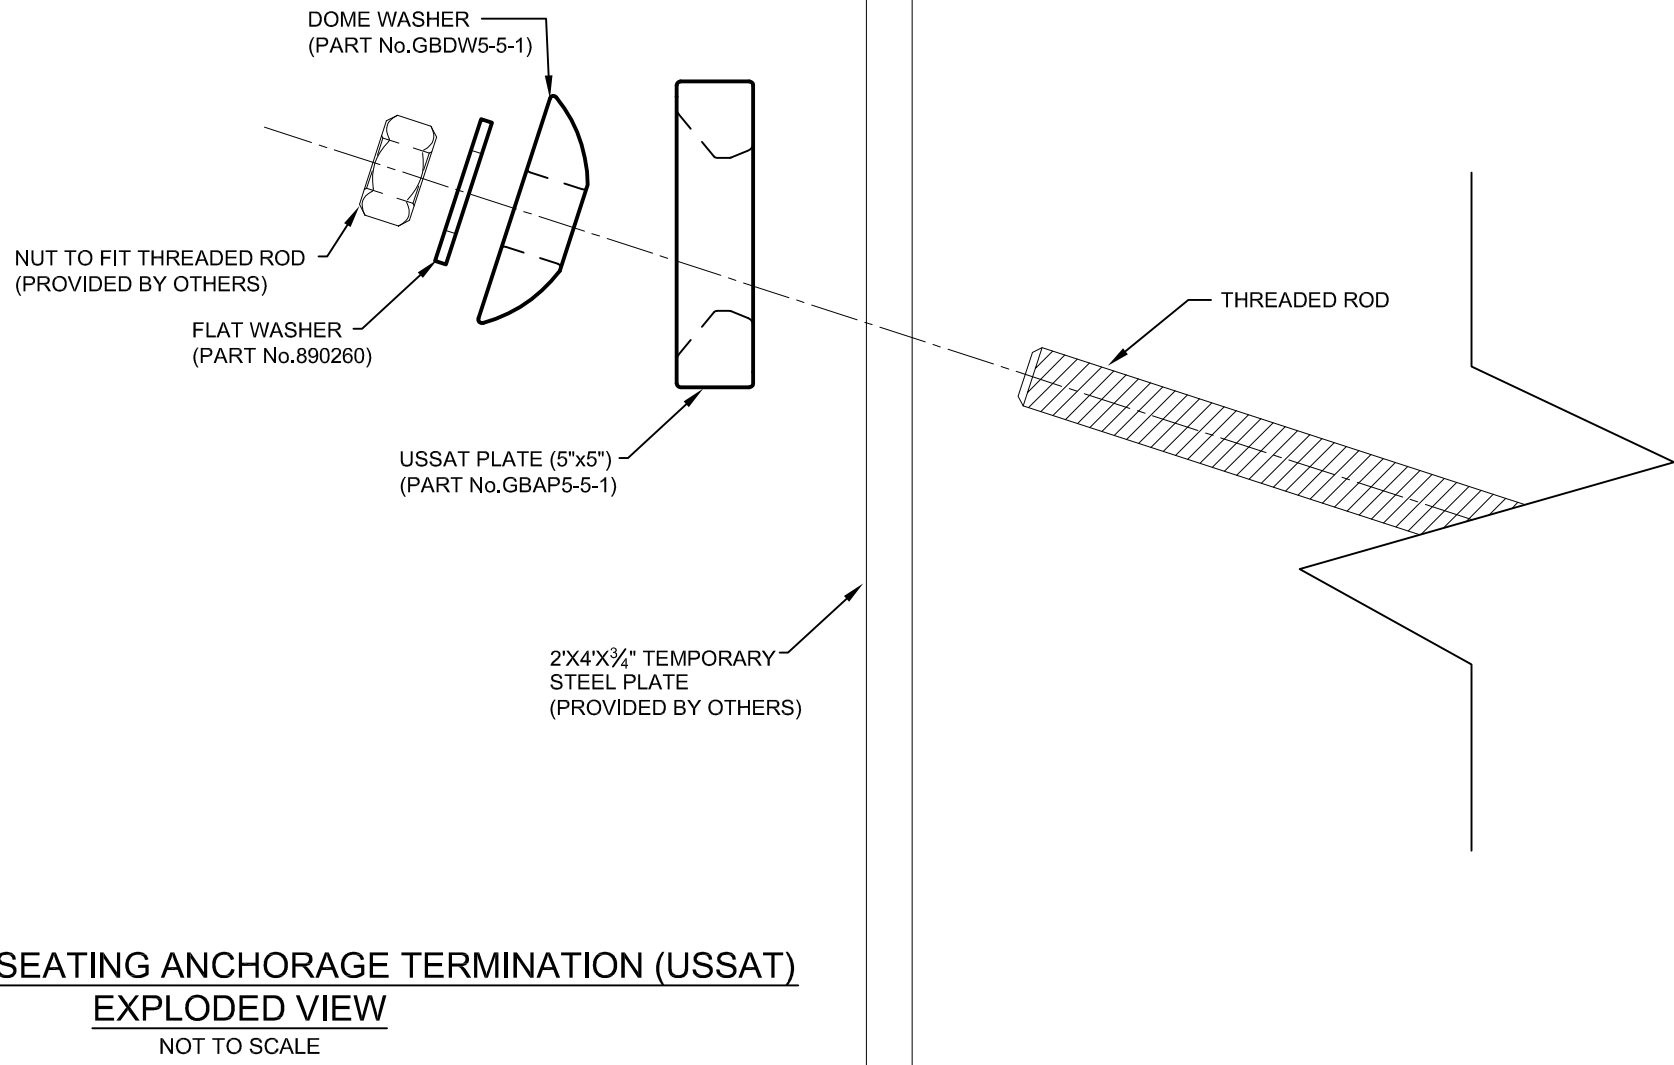 DOME WASHER
(PART No.GBDW5-5-1)
NUT TO FIT THREADED ROD
(PROVIDED BY OTHERS)
FLAT WASHER
(PART No.890260)
THREADED ROD
USSAT PLATE (5"x5")
(PART No.GBAP5-5-1)
2'X4'X¾" TEMPORARY
STEEL PLATE
(PROVIDED BY OTHERS)
SEATING ANCHORAGE TERMINATION (USSAT)
EXPLODED VIEW
NOT TO SCALE